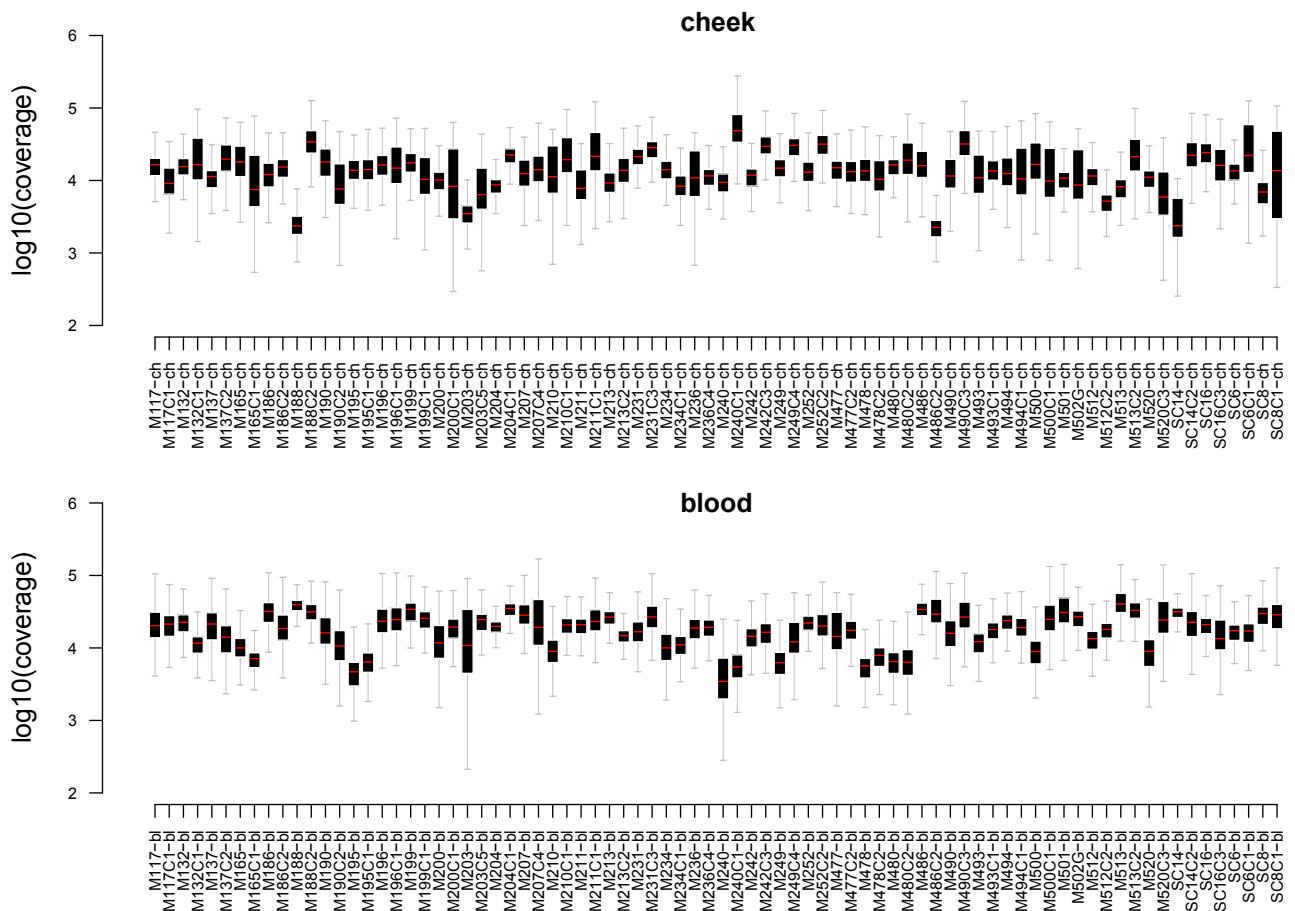 cheek
log10(coverage)
6
5
4
3
2
M117−ch
M117C1−ch
M132−ch
M132C1−ch
M137−ch
M137C2−ch
M165−ch
M165C1−ch
M186−ch
M186C2−ch
M188−ch
M188C2−ch
M190−ch
M190C2−ch
M195−ch
M195C1−ch
M196−ch
M196C1−ch
M199−ch
M199C1−ch
M200−ch
M200C1−ch
M203−ch
M203C5−ch
M204−ch
M204C1−ch
M207−ch
M207C4−ch
M210−ch
M210C1−ch
M211−ch
M211C1−ch
M213−ch
M213C2−ch
M231−ch
M231C3−ch
M234−ch
M234C1−ch
M236−ch
M236C4−ch
M240−ch
M240C1−ch
M242−ch
M242C3−ch
M249−ch
M249C4−ch
M252−ch
M252C2−ch
M477−ch
M477C2−ch
M478−ch
M478C2−ch
M480−ch
M480C2−ch
M486−ch
M486C2−ch
M490−ch
M490C3−ch
M493−ch
M493C1−ch
M494−ch
M494C1−ch
M500−ch
M500C1−ch
M501−ch
M502G−ch
M512−ch
M512C2−ch
M513−ch
M513C2−ch
M520−ch
M520C3−ch
SC14−ch
SC14C2−ch
SC16−ch
SC16C3−ch
SC6−ch
SC6C1−ch
SC8−ch
SC8C1−ch
blood
log10(coverage)
6
5
4
3
2
M117−bl
M117C1−bl
M132−bl
M132C1−bl
M137−bl
M137C2−bl
M165−bl
M165C1−bl
M186−bl
M186C2−bl
M188−bl
M188C2−bl
M190−bl
M190C2−bl
M195−bl
M195C1−bl
M196−bl
M196C1−bl
M199−bl
M199C1−bl
M200−bl
M200C1−bl
M203−bl
M203C5−bl
M204−bl
M204C1−bl
M207−bl
M207C4−bl
M210−bl
M210C1−bl
M211−bl
M211C1−bl
M213−bl
M213C2−bl
M231−bl
M231C3−bl
M234−bl
M234C1−bl
M236−bl
M236C4−bl
M240−bl
M240C1−bl
M242−bl
M242C3−bl
M249−bl
M249C4−bl
M252−bl
M252C2−bl
M477−bl
M477C2−bl
M478−bl
M478C2−bl
M480−bl
M480C2−bl
M486−bl
M486C2−bl
M490−bl
M490C3−bl
M493−bl
M493C1−bl
M494−bl
M494C1−bl
M500−bl
M500C1−bl
M501−bl
M502G−bl
M512−bl
M512C2−bl
M513−bl
M513C2−bl
M520−bl
M520C3−bl
SC14−bl
SC14C2−bl
SC16−bl
SC16C3−bl
SC6−bl
SC6C1−bl
SC8−bl
SC8C1−bl